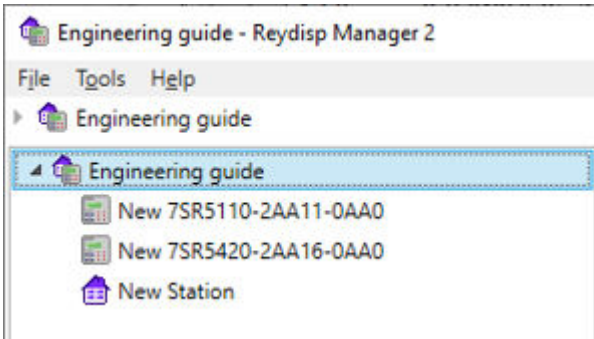 Engineering guide - Reydisp Manager 2
File Tools Help
Engineering guide
Engineering guide
New 7SR5110-2AA11-0AA0
New 7SR5420-2AA16-0AA0
New Station